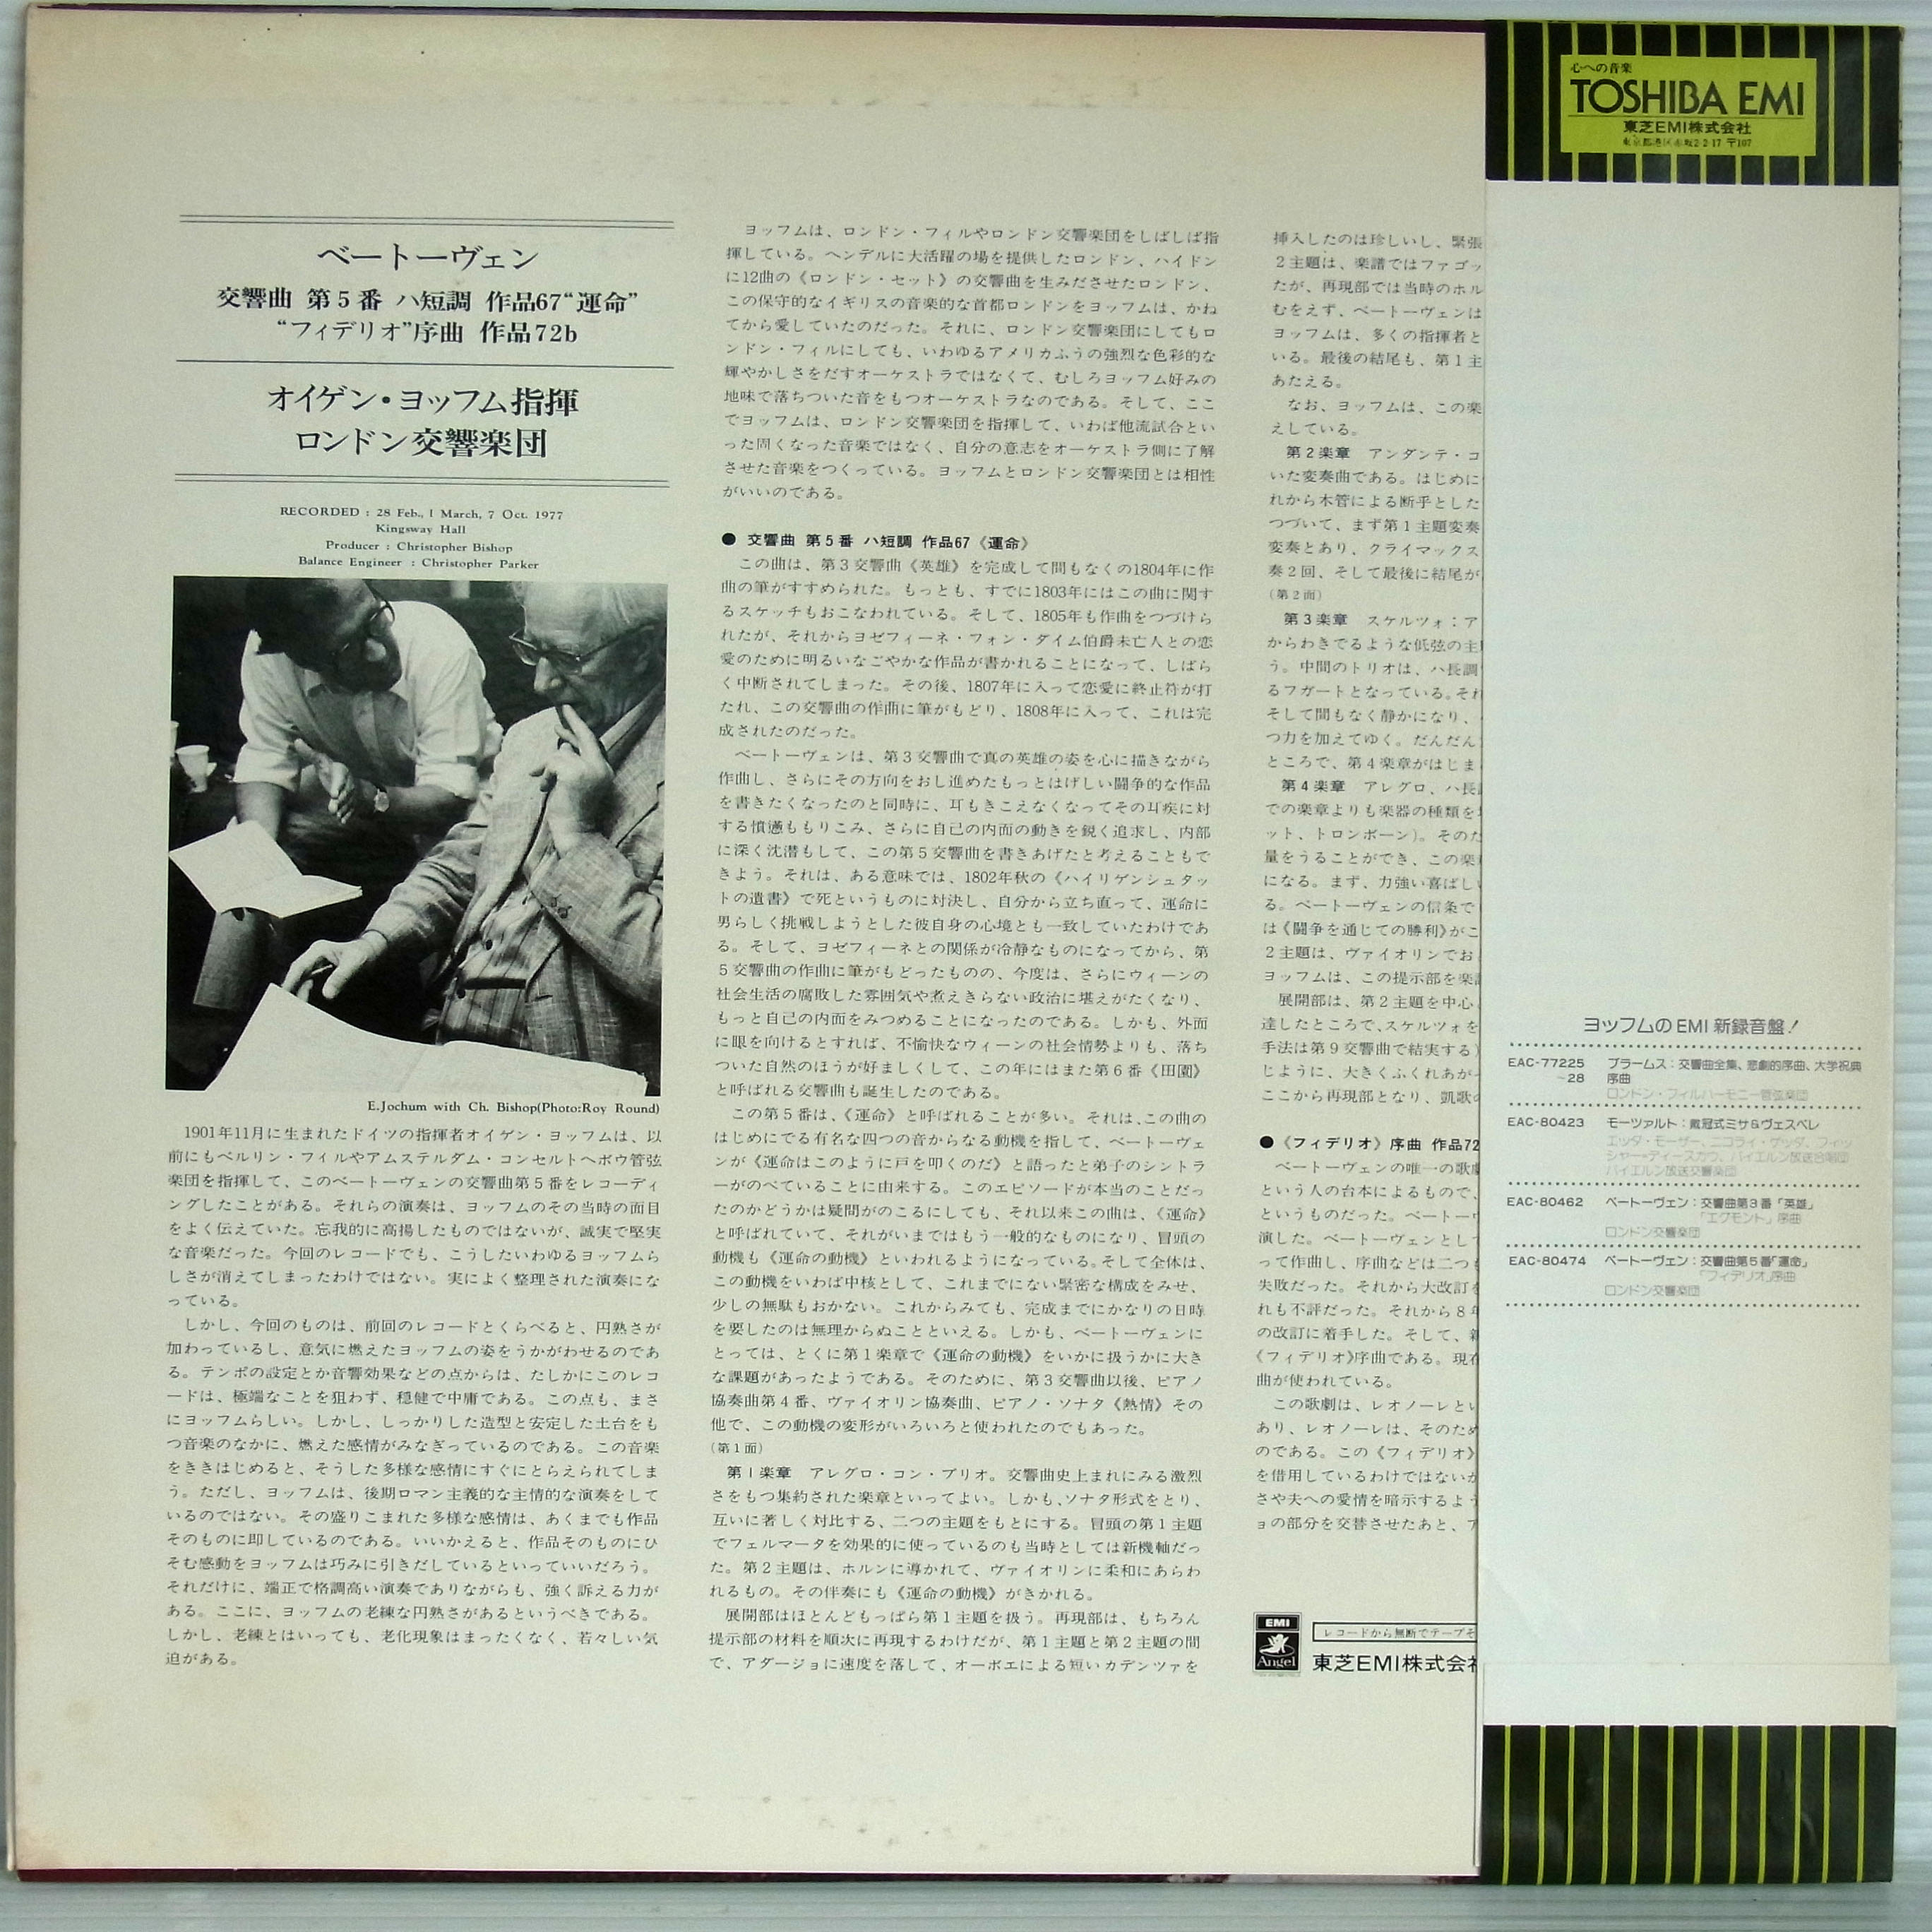 ベートーヴェン
交響曲 第5番 ハ短調 作品67“運命”
“フィデリオ”序曲 作品72b
オイゲン・ヨッフム指揮
ロンドン交響楽団
RECORDED : 28 Feb., 1 March, 7 Oct. 1977
Kingsway Hall
Producer : Christopher Bishop
Balance Engineer : Christopher Parker
E.Jochum with Ch. Bishop(Photo:Roy Round)
1901年11月に生まれたドイツの指揮者オイゲン・ヨッフムは、以
前にもベルリン・フィルやアムステルダム・コンセルトヘボウ管弦
楽団を指揮して、このベートーヴェンの交響曲第5番をレコーディ
ングしたことがある。それらの演奏は、ヨッフムのその当時の面目
をよく伝えていた。忘我的に高揚したものではないが、誠実で堅実
な音楽だった。今回のレコードでも、こうしたいわゆるヨッフムら
しさが消えてしまったわけではない。実によく整理された演奏にな
っている。
しかし、今回のものは、前回のレコードとくらべると、円熟さが
加わっているし、意気に燃えたヨッフムの姿をうかがわせるのであ
る。テンポの設定とか音響効果などの点からは、たしかにこのレコ
ードは、極端なことを狙わず、穏健で中庸である。この点も、まさ
にヨッフムらしい。しかし、しっかりした造型と安定した土台をも
つ音楽のなかに、燃えた感情がみなぎっているのである。この音楽
をききはじめると、そうした多様な感情にすぐにとらえられてしま
う。ただし、ヨッフムは、後期ロマン主義的な主情的な演奏をして
いるのではない。その盛りこまれた多様な感情は、あくまでも作品
そのものに即しているのである。いいかえると、作品そのものにひ
そむ感動をヨッフムは巧みに引きだしているといっていいだろう。
それだけに、端正で格調高い演奏でありながらも、強く訴える力が
ある。ここに、ヨッフムの老練な円熟さがあるというべきである。
しかし、老練とはいっても、老化現象はまったくなく、若々しい気
迫がある。
ヨッフムは、ロンドン・フィルやロンドン交響楽団をしばしば指
揮している。ヘンデルに大活躍の場を提供したロンドン、ハイドン
に12曲の《ロンドン・セット》の交響曲を生みださせたロンドン、
この保守的なイギリスの音楽的な首都ロンドンをヨッフムは、かね
てから愛していたのだった。それに、ロンドン交響楽団にしてもロ
ンドン・フィルにしても、いわゆるアメリカふうの強烈な色彩的な
輝やかしさをだすオーケストラではなくて、むしろヨッフム好みの
地味で落ちついた音をもつオーケストラなのである。そして、ここ
でヨッフムは、ロンドン交響楽団を指揮して、いわば他流試合とい
った固くなった音楽ではなく、自分の意志をオーケストラ側に了解
させた音楽をつくっている。ヨッフムとロンドン交響楽団とは相性
がいいのである。
● 交響曲 第5番 ハ短調 作品67《運命》
この曲は、第3交響曲《英雄》を完成して間もなくの1804年に作
曲の筆がすすめられた。もっとも、すでに1803年にはこの曲に関す
るスケッチもおこなわれている。そして、1805年も作曲をつづけら
れたが、それからヨゼフィーネ・フォン・ダイム伯爵未亡人との恋
愛のために明るいなごやかな作品が書かれることになって、しばら
く中断されてしまった。その後、1807年に入って恋愛に終止符が打
たれ、この交響曲の作曲に筆がもどり、1808年に入って、これは完
成されたのだった。
ベートーヴェンは、第3交響曲で真の英雄の姿を心に描きながら
作曲し、さらにその方向をおし進めたもっとはげしい闘争的な作品
を書きたくなったのと同時に、耳もきこえなくなってその耳疾に対
する憤懣ももりこみ、さらに自己の内面の動きを鋭く追求し、内部
に深く沈潜もして、この第5交響曲を書きあげたと考えることもで
きよう。それは、ある意味では、1802年秋の《ハイリゲンシュタッ
トの遺書》で死というものに対決し、自分から立ち直って、運命に
男らしく挑戦しようとした彼自身の心境とも一致していたわけであ
る。そして、ヨゼフィーネとの関係が冷静なものになってから、第
5交響曲の作曲に筆がもどったものの、今度は、さらにウィーンの
社会生活の腐敗した雰囲気や煮えきらない政治に堪えがたくなり、
もっと自己の内面をみつめることになったのである。しかも、外面
に眼を向けるとすれば、不愉快なウィーンの社会情勢よりも、落ち
ついた自然のほうが好ましくして、この年にはまた第6番《田園》
と呼ばれる交響曲も誕生したのである。
この第5番は、《運命》と呼ばれることが多い。それは、この曲の
はじめにでる有名な四つの音からなる動機を指して、ベートーヴェ
ンが《運命はこのように戸を叩くのだ》と語ったと弟子のシントラ
ーがのべていることに由来する。このエピソードが本当のことだっ
たのかどうかは疑問がのこるにしても、それ以来この曲は、《運命》
と呼ばれていて、それがいまではもう一般的なものになり、冒頭の
動機も《運命の動機》といわれるようになっている。そして全体は、
この動機をいわば中核として、これまでにない緊密な構成をみせ、
少しの無駄もおかない。これからみても、完成までにかなりの日時
を要したのは無理からぬことといえる。しかも、ベートーヴェンに
とっては、とくに第1楽章で《運命の動機》をいかに扱うかに大き
な課題があったようである。そのために、第3交響曲以後、ピアノ
協奏曲第4番、ヴァイオリン協奏曲、ピアノ・ソナタ《熱情》その
他で、この動機の変形がいろいろと使われたのでもあった。
(第1面)
第1楽章 アレグロ・コン・ブリオ。交響曲史上まれにみる激烈
さをもつ集約された楽章といってよい。しかも、ソナタ形式をとり、
互いに著しく対比する、二つの主題をもとにする。冒頭の第1主題
でフェルマータを効果的に使っているのも当時としては新機軸だっ
た。第2主題は、ホルンに導かれて、ヴァイオリンに柔和にあらわ
れるもの。その伴奏にも《運命の動機》がきかれる。
展開部はほとんどもっぱら第1主題を扱う。再現部は、もちろん
提示部の材料を順次に再現するわけだが、第1主題と第2主題の間
で、アダージョに速度を落して、オーボエによる短いカデンツァを
挿入したのは珍しいし、緊張
2主題は、楽譜ではファゴッ
たが、再現部では当時のホル
むをえず、ベートーヴェンは
ヨッフムは、多くの指揮者と
いる。最後の結尾も、第1主
あたえる。
なお、ヨッフムは、この楽
えしている。
第2楽章 アンダンテ・コ
いた変奏曲である。はじめに
れから木管による断乎とした
つづいて、まず第1主題変奏
変奏とあり、クライマックス
奏2回、そして最後に結尾が
(第2面)
第3楽章 スケルツォ:ア
からわきでるような低弦の主
う。中間のトリオは、ハ長調
るフガートとなっている。それ
そして間もなく静かになり、
つ力を加えてゆく。だんだん
ところで、第4楽章がはじま
第4楽章 アレグロ、ハ長
での楽章よりも楽器の種類を
ット、トロンボーン)。そのた
量をうることができ、この楽
になる。まず、力強い喜ばし
る。ベートーヴェンの信条で
は《闘争を通じての勝利》がこ
2主題は、ヴァイオリンでお
ヨッフムは、この提示部を楽
展開部は、第2主題を中心
達したところで、スケルツォを
手法は第9交響曲で結実する)
じように、大きくふくれあが
ここから再現部となり、凱歌の
●《フィデリオ》序曲 作品72
ベートーヴェンの唯一の歌
という人の台本によるもので、
というものだった。ベートー
演した。ベートーヴェンとし
って作曲し、序曲などは二つ
失敗だった。それから大改訂を
れも不評だった。それから8年
の改訂に着手した。そして、
《フィデリオ》序曲である。現在
曲が使われている。
この歌劇は、レオノーレとい
あり、レオノーレは、そのため
のである。この《フィデリオ》
を借用しているわけではないが
さや夫への愛情を暗示するよう
ョの部分を交替させたあと、ア
EMI
Angel
レコードから無断でテープそ
東芝EMI株式会社
心への音楽
TOSHIBA EMI
東芝EMI株式会社
東京都港区赤坂2-2-17 〒107
ヨッフムのEMI新録音盤!
EAC-77225 ブラームス:交響曲全集、悲劇的序曲、大学祝典
~28 序曲
ロンドン・フィルハーモニー管弦楽団
EAC-80423 モーツァルト:戴冠式ミサ&ヴェスペレ
エッダ・モーザー、ニコライ・ゲッダ、フィッ
シャー=ディースカウ、バイエルン放送合唱団
バイエルン放送交響楽団
EAC-80462 ベートーヴェン:交響曲第3番「英雄」
「エグモント」序曲
ロンドン交響楽団
EAC-80474 ベートーヴェン:交響曲第5番「運命」
「フィデリオ」序曲
ロンドン交響楽団